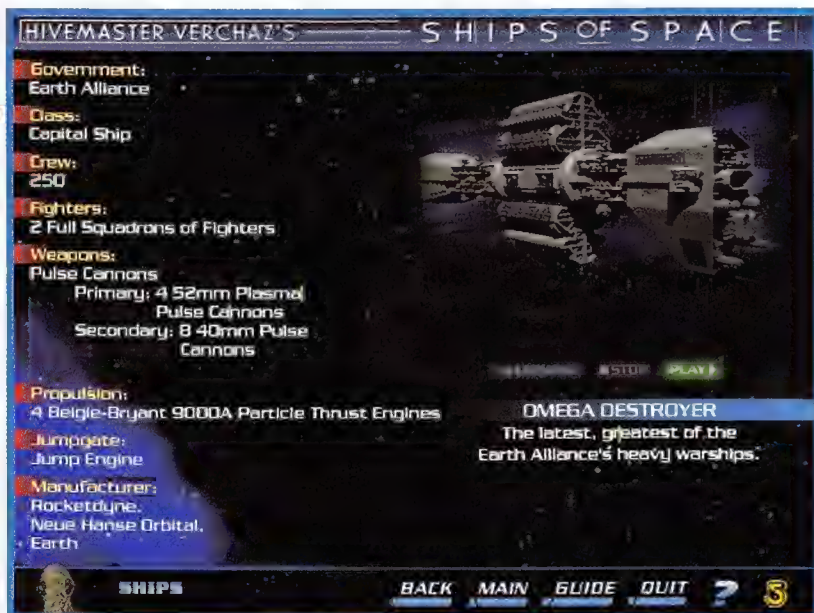 HIVEMASTER VERCHAZ'S
SHIPS OF SPACE
Government:
Earth Alliance
Class:
Capital Ship
Crew:
250
Fighters:
2 Full Squadrons of Fighters
Weapons:
Pulse Cannons
Primary: 4 52mm Plasma
Pulse Cannons
Secondary: 8 40mm Pulse
Cannons
Propulsion:
4 Beigle-Bryant 9000A Particle Thrust Engines
Jumpgate:
Jump Engine
Manufacturer:
Rocketdyne,
Neue Hanse Orbital,
Earth
STOP PLAY
OMEGA DESTROYER
The latest, greatest of the
Earth Alliance's heavy warships.
SHIPS BACK MAIN GUIDE QUIT ? 5